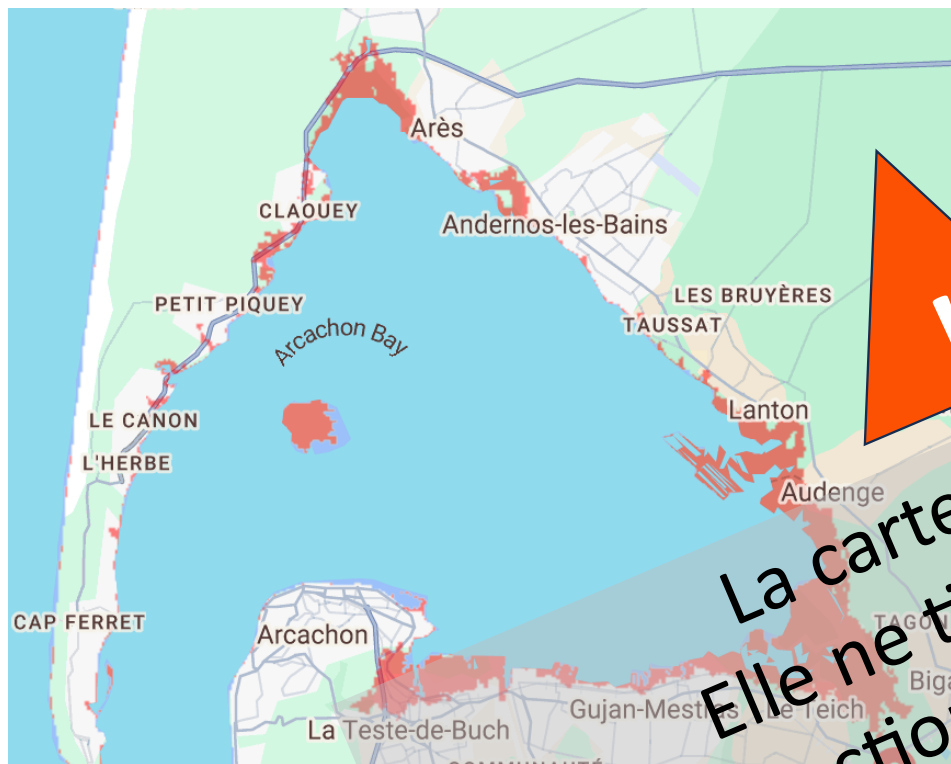 Arès
CLAOUEY
Andernos-les-Bains
PETIT PIQUEY
LES BRUYÈRES
TAUSSAT
Arcachon Bay
LE CANON
Lanton
L'HERBE
Audenge
La carte
CAP FERRET
Arcachon
Elle ne
Gujan-Mestras
Le Teich
La Teste-de-Buch